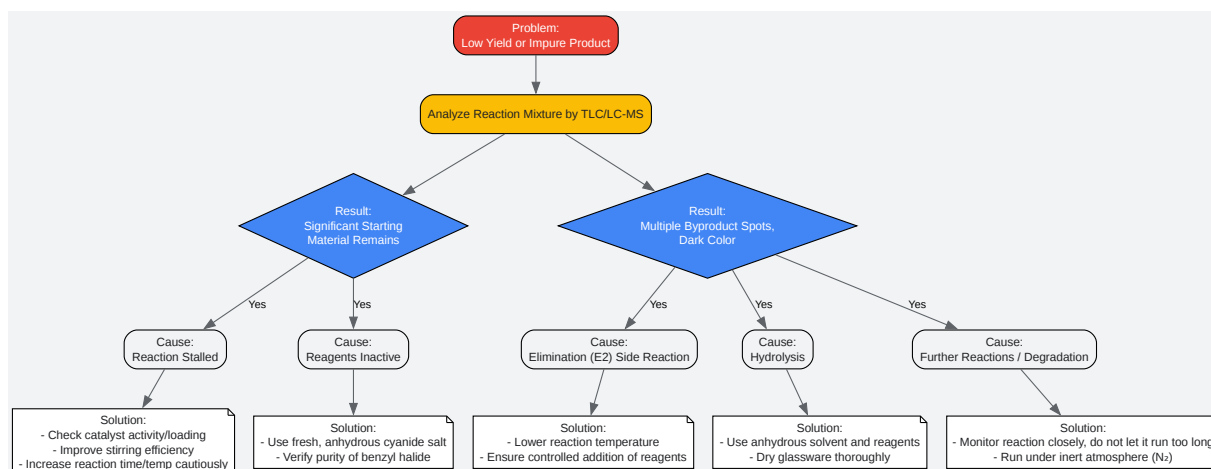 Problem:
Low Yield or Impure Product
Analyze Reaction Mixture by TLC/LC-MS
Result:
Significant Starting
Material Remains
Result:
Multiple Byproduct Spots,
Dark Color
Yes
Yes
Yes
Yes
Yes
Cause:
Reaction Stalled
Cause:
Reagents Inactive
Cause:
Elimination (E2) Side Reaction
Cause:
Hydrolysis
Cause:
Further Reactions / Degradation
Solution:
- Check catalyst activity/loading
- Improve stirring efficiency
- Increase reaction time/temp cautiously
Solution:
- Use fresh, anhydrous cyanide salt
- Verify purity of benzyl halide
Solution:
- Lower reaction temperature
- Ensure controlled addition of reagents
Solution:
- Use anhydrous solvent and reagents
- Dry glassware thoroughly
Solution:
- Monitor reaction closely, do not let it run too long
- Run under inert atmosphere (N₂)